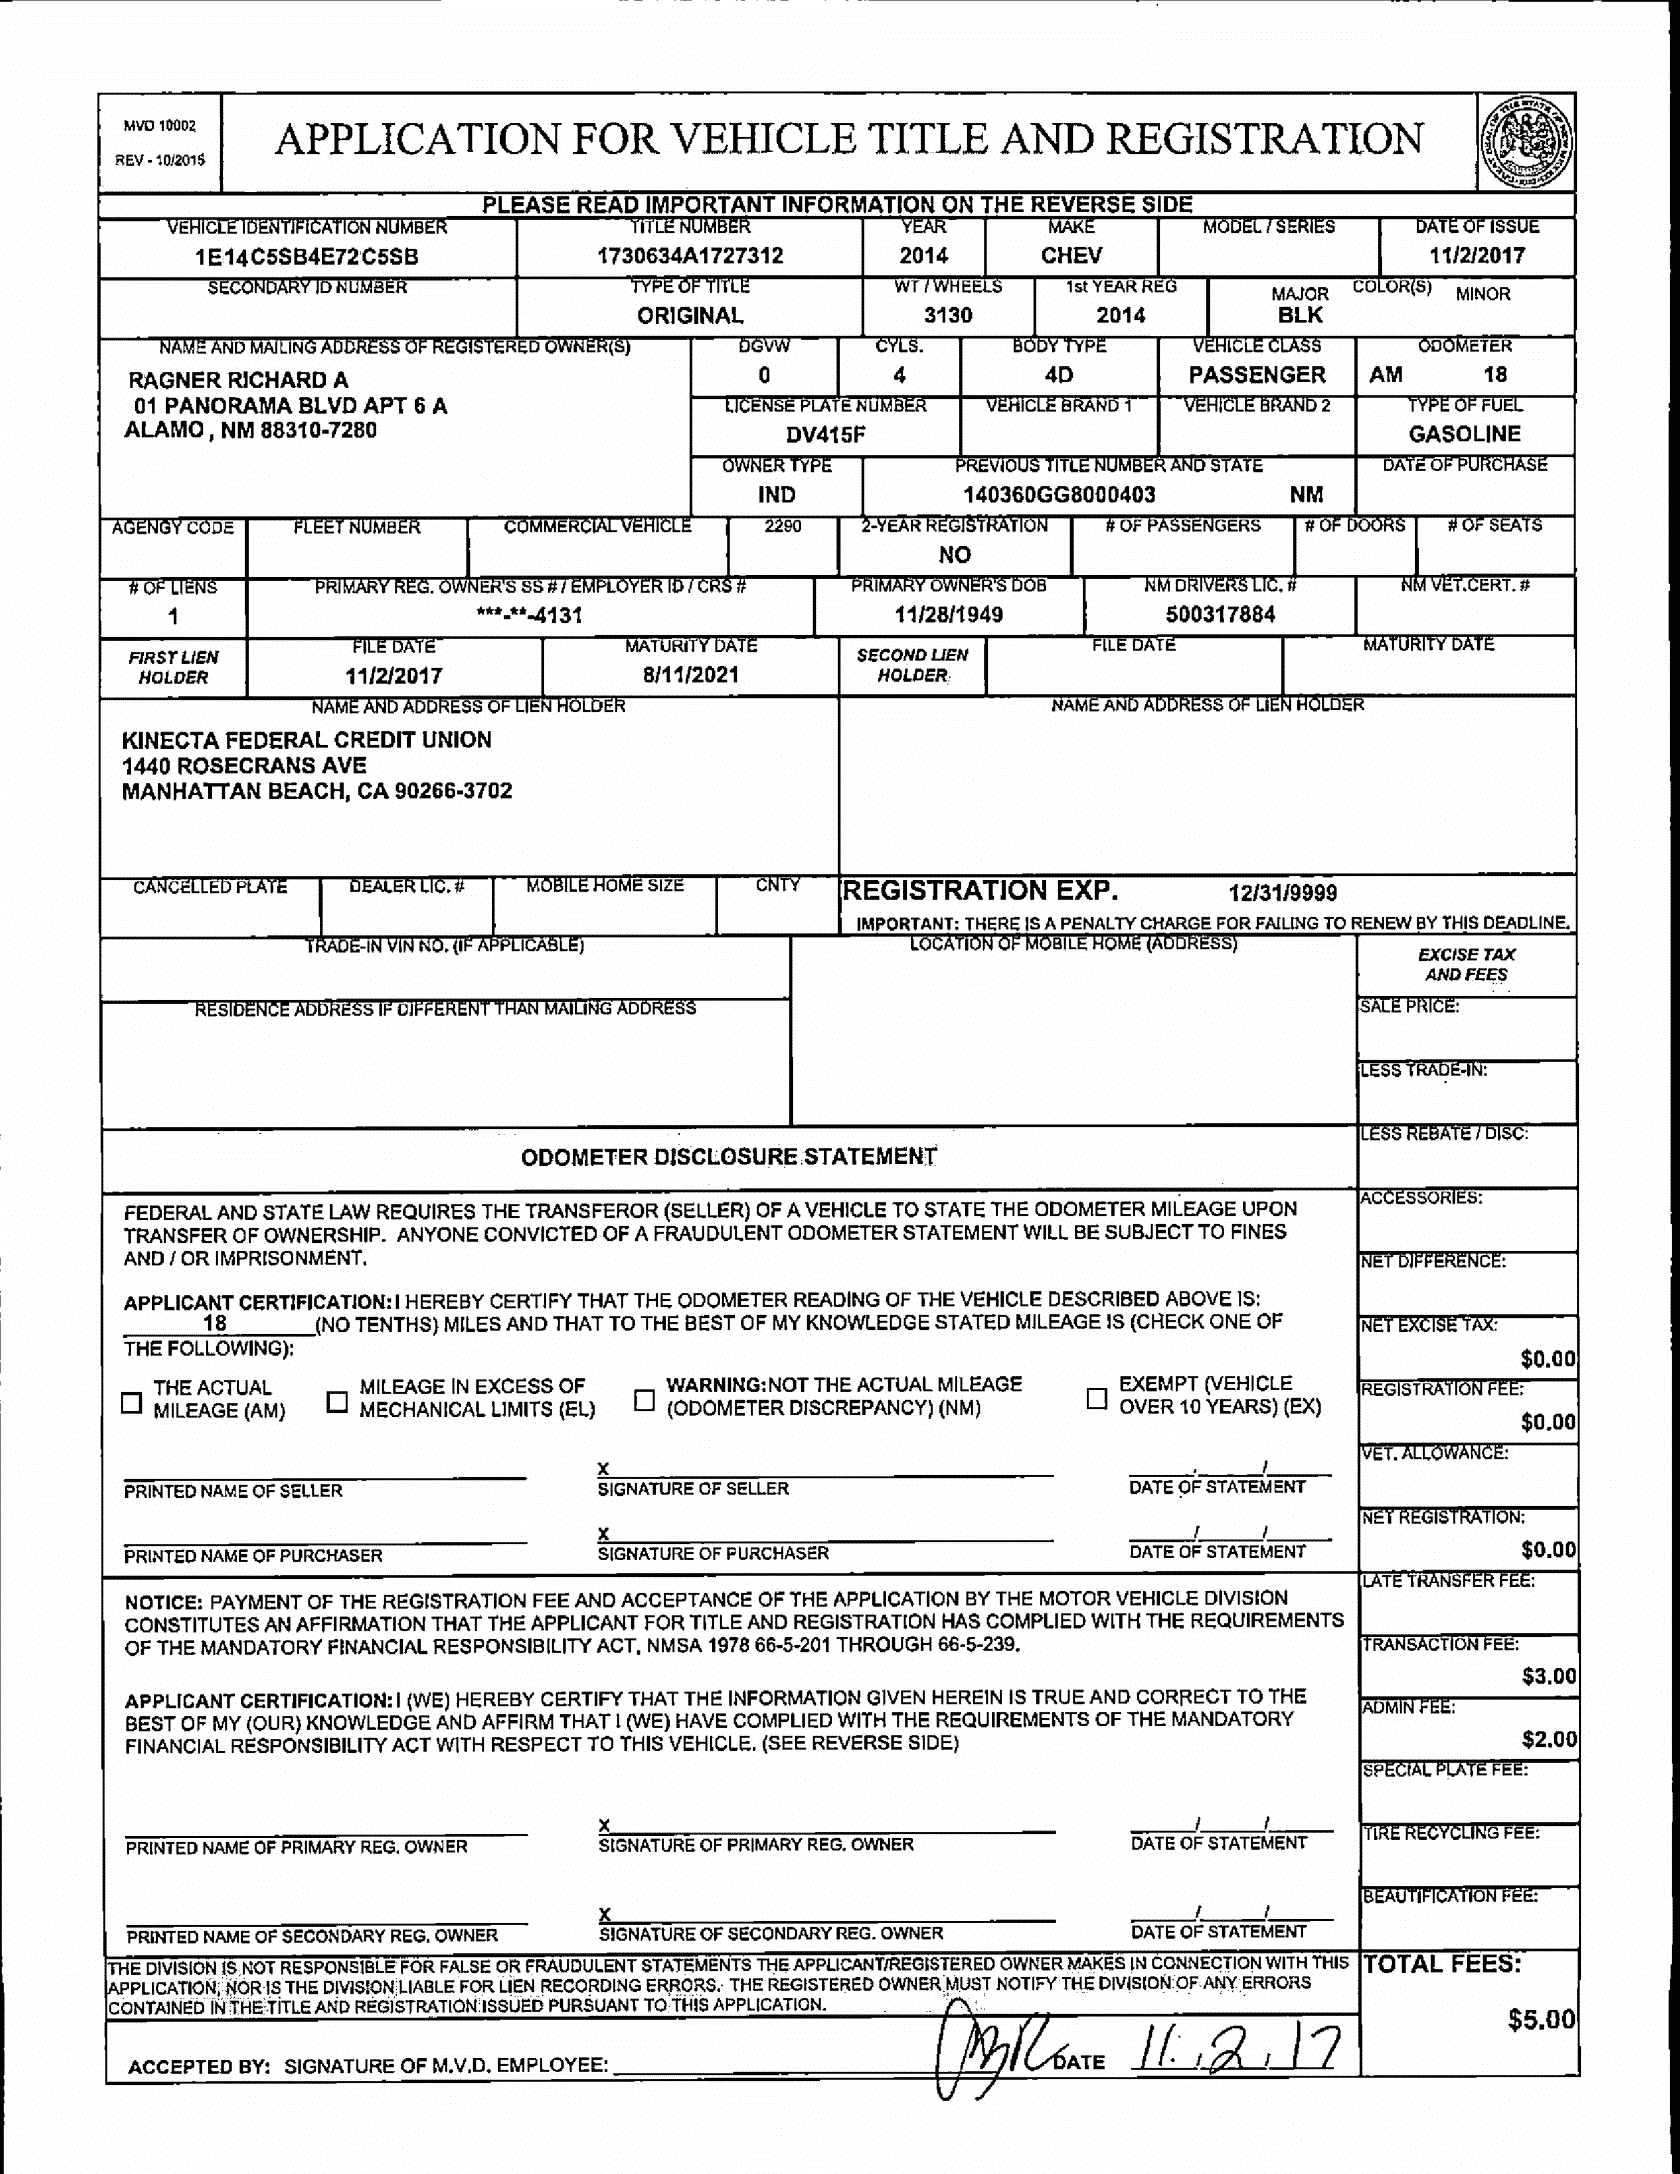 MVD 10002
REV - 10/2015
APPLICATION FOR VEHICLE TITLE AND REGISTRATION
PLEASE READ IMPORTANT INFORMATION ON THE REVERSE SIDE
VEHICLE IDENTIFICATION NUMBER TITLE NUMBER YEAR MAKE MODEL / SERIES DATE OF ISSUE
1E14C5SB4E72C5SB 1730634A1727312 2014 CHEV 11/2/2017
SECONDARY ID NUMBER TYPE OF TITLE WT / WHEELS 1st YEAR REG MAJOR COLOR(S) MINOR
ORIGINAL 3130 2014 BLK
NAME AND MAILING ADDRESS OF REGISTERED OWNER(S) DGVW CYLS. BODY TYPE VEHICLE CLASS ODOMETER
RAGNER RICHARD A 0 4 4D PASSENGER AM 18
01 PANORAMA BLVD APT 6 A LICENSE PLATE NUMBER VEHICLE BRAND 1 VEHICLE BRAND 2 TYPE OF FUEL
ALAMO , NM 88310-7280 DV415F GASOLINE
OWNER TYPE PREVIOUS TITLE NUMBER AND STATE DATE OF PURCHASE
IND 140360GG8000403 NM
AGENCY CODE FLEET NUMBER COMMERCIAL VEHICLE 2290 2-YEAR REGISTRATION # OF PASSENGERS # OF DOORS # OF SEATS
NO
# OF LIENS PRIMARY REG. OWNER'S SS # / EMPLOYER ID / CRS # PRIMARY OWNER'S DOB NM DRIVERS LIC. # NM VET.CERT. #
1 ***-**-4131 11/28/1949 500317884
FIRST LIEN HOLDER FILE DATE MATURITY DATE SECOND LIEN HOLDER FILE DATE MATURITY DATE
11/2/2017 8/11/2021
NAME AND ADDRESS OF LIEN HOLDER NAME AND ADDRESS OF LIEN HOLDER
KINECTA FEDERAL CREDIT UNION
1440 ROSECRANS AVE
MANHATTAN BEACH, CA 90266-3702
CANCELLED PLATE DEALER LIC. # MOBILE HOME SIZE CNTY REGISTRATION EXP. 12/31/9999
IMPORTANT: THERE IS A PENALTY CHARGE FOR FAILING TO RENEW BY THIS DEADLINE.
TRADE-IN VIN NO. (IF APPLICABLE) LOCATION OF MOBILE HOME (ADDRESS) EXCISE TAX
AND FEES
RESIDENCE ADDRESS IF DIFFERENT THAN MAILING ADDRESS SALE PRICE:
LESS TRADE-IN:
LESS REBATE / DISC:
ODOMETER DISCLOSURE STATEMENT
ACCESSORIES:
FEDERAL AND STATE LAW REQUIRES THE TRANSFEROR (SELLER) OF A VEHICLE TO STATE THE ODOMETER MILEAGE UPON
TRANSFER OF OWNERSHIP. ANYONE CONVICTED OF A FRAUDULENT ODOMETER STATEMENT WILL BE SUBJECT TO FINES
AND / OR IMPRISONMENT.
NET DIFFERENCE:
APPLICANT CERTIFICATION: I HEREBY CERTIFY THAT THE ODOMETER READING OF THE VEHICLE DESCRIBED ABOVE IS:
18 (NO TENTHS) MILES AND THAT TO THE BEST OF MY KNOWLEDGE STATED MILEAGE IS (CHECK ONE OF
THE FOLLOWING):
NET EXCISE TAX:
$0.00
THE ACTUAL MILEAGE IN EXCESS OF WARNING: NOT THE ACTUAL MILEAGE EXEMPT (VEHICLE
MILEAGE (AM) MECHANICAL LIMITS (EL) (ODOMETER DISCREPANCY) (NM) OVER 10 YEARS) (EX)
REGISTRATION FEE:
$0.00
VET. ALLOWANCE:
X / /
PRINTED NAME OF SELLER SIGNATURE OF SELLER DATE OF STATEMENT
NET REGISTRATION:
X / /
PRINTED NAME OF PURCHASER SIGNATURE OF PURCHASER DATE OF STATEMENT
$0.00
LATE TRANSFER FEE:
NOTICE: PAYMENT OF THE REGISTRATION FEE AND ACCEPTANCE OF THE APPLICATION BY THE MOTOR VEHICLE DIVISION
CONSTITUTES AN AFFIRMATION THAT THE APPLICANT FOR TITLE AND REGISTRATION HAS COMPLIED WITH THE REQUIREMENTS
OF THE MANDATORY FINANCIAL RESPONSIBILITY ACT, NMSA 1978 66-5-201 THROUGH 66-5-239.
TRANSACTION FEE:
$3.00
APPLICANT CERTIFICATION: I (WE) HEREBY CERTIFY THAT THE INFORMATION GIVEN HEREIN IS TRUE AND CORRECT TO THE
BEST OF MY (OUR) KNOWLEDGE AND AFFIRM THAT I (WE) HAVE COMPLIED WITH THE REQUIREMENTS OF THE MANDATORY
FINANCIAL RESPONSIBILITY ACT WITH RESPECT TO THIS VEHICLE. (SEE REVERSE SIDE)
ADMIN FEE:
$2.00
SPECIAL PLATE FEE:
X / /
PRINTED NAME OF PRIMARY REG. OWNER SIGNATURE OF PRIMARY REG. OWNER DATE OF STATEMENT
TIRE RECYCLING FEE:
BEAUTIFICATION FEE:
X / /
PRINTED NAME OF SECONDARY REG. OWNER SIGNATURE OF SECONDARY REG. OWNER DATE OF STATEMENT
THE DIVISION IS NOT RESPONSIBLE FOR FALSE OR FRAUDULENT STATEMENTS THE APPLICANT/REGISTERED OWNER MAKES IN CONNECTION WITH THIS
APPLICATION, NOR IS THE DIVISION LIABLE FOR LIEN RECORDING ERRORS. THE REGISTERED OWNER MUST NOTIFY THE DIVISION OF ANY ERRORS
CONTAINED IN THE TITLE AND REGISTRATION ISSUED PURSUANT TO THIS APPLICATION.
TOTAL FEES:
$5.00
ACCEPTED BY: SIGNATURE OF M.V.D. EMPLOYEE: DATE 11.2.17